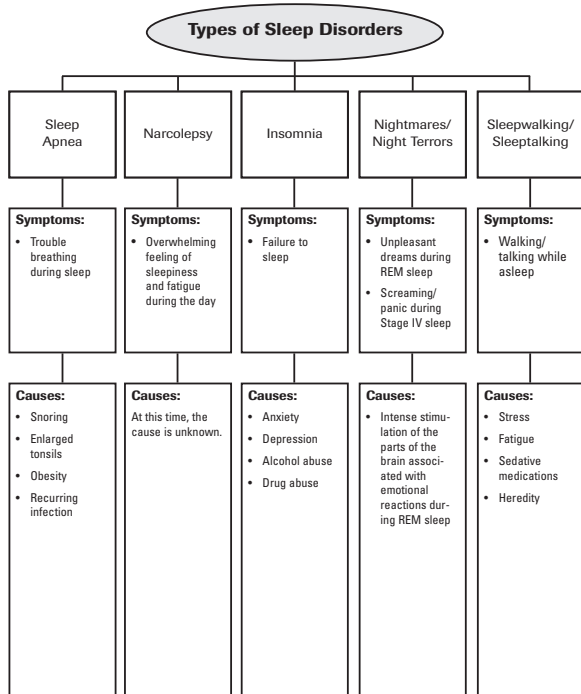 Types of Sleep Disorders
Sleep
Apnea
Narcolepsy
Insomnia
Nightmares/
Night Terrors
Sleepwalking/
Sleeptalking
Symptoms:
• Trouble
breathing
during sleep
Symptoms:
• Overwhelming
feeling of
sleepiness
and fatigue
during the day
Symptoms:
• Failure to
sleep
Symptoms:
• Unpleasant
dreams during
REM sleep
• Screaming/
panic during
Stage IV sleep
Symptoms:
• Walking/
talking while
asleep
Causes:
• Snoring
• Enlarged
tonsils
• Obesity
• Recurring
infection
Causes:
At this time, the
cause is unknown.
Causes:
• Anxiety
• Depression
• Alcohol abuse
• Drug abuse
Causes:
• Intense stimu-
lation of the
parts of the
brain associ-
ated with
emotional
reactions dur-
ing REM sleep
Causes:
• Stress
• Fatigue
• Sedative
medications
• Heredity